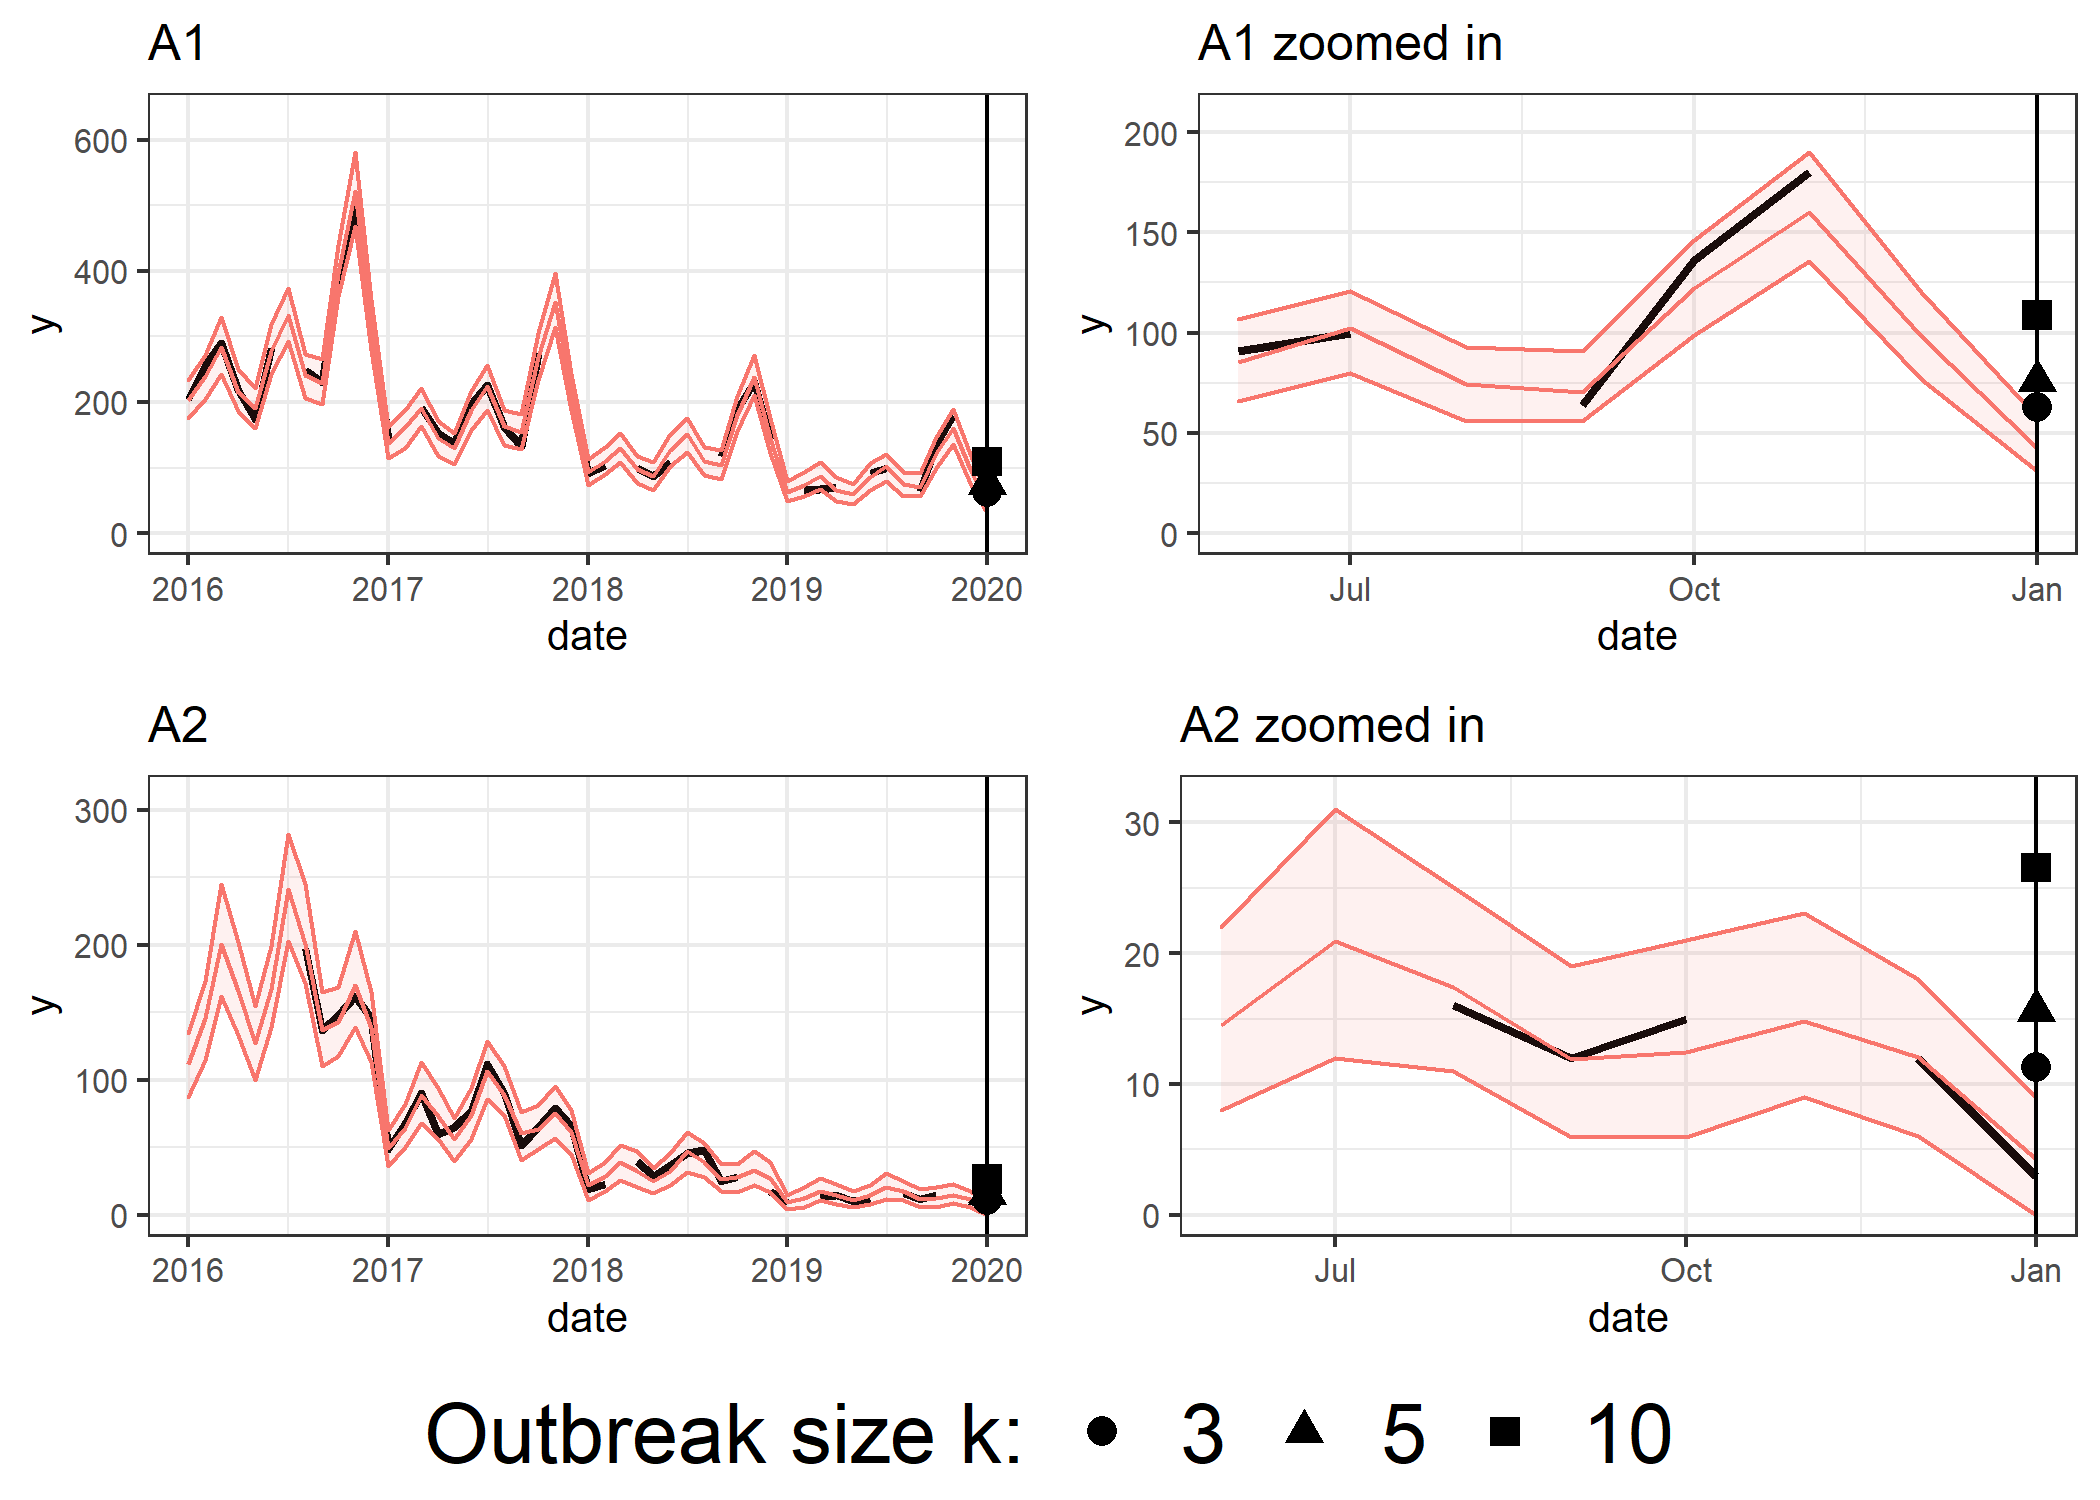 A1
600
400
200
0
y
2016 2017 2018 2019 2020
date
A1 zoomed in
200
150
100
50
0
y
Jul Oct Jan
date
A2
300
200
100
0
y
2016 2017 2018 2019 2020
date
A2 zoomed in
30
20
10
0
y
Jul Oct Jan
date
Outbreak size k: 3 5 10